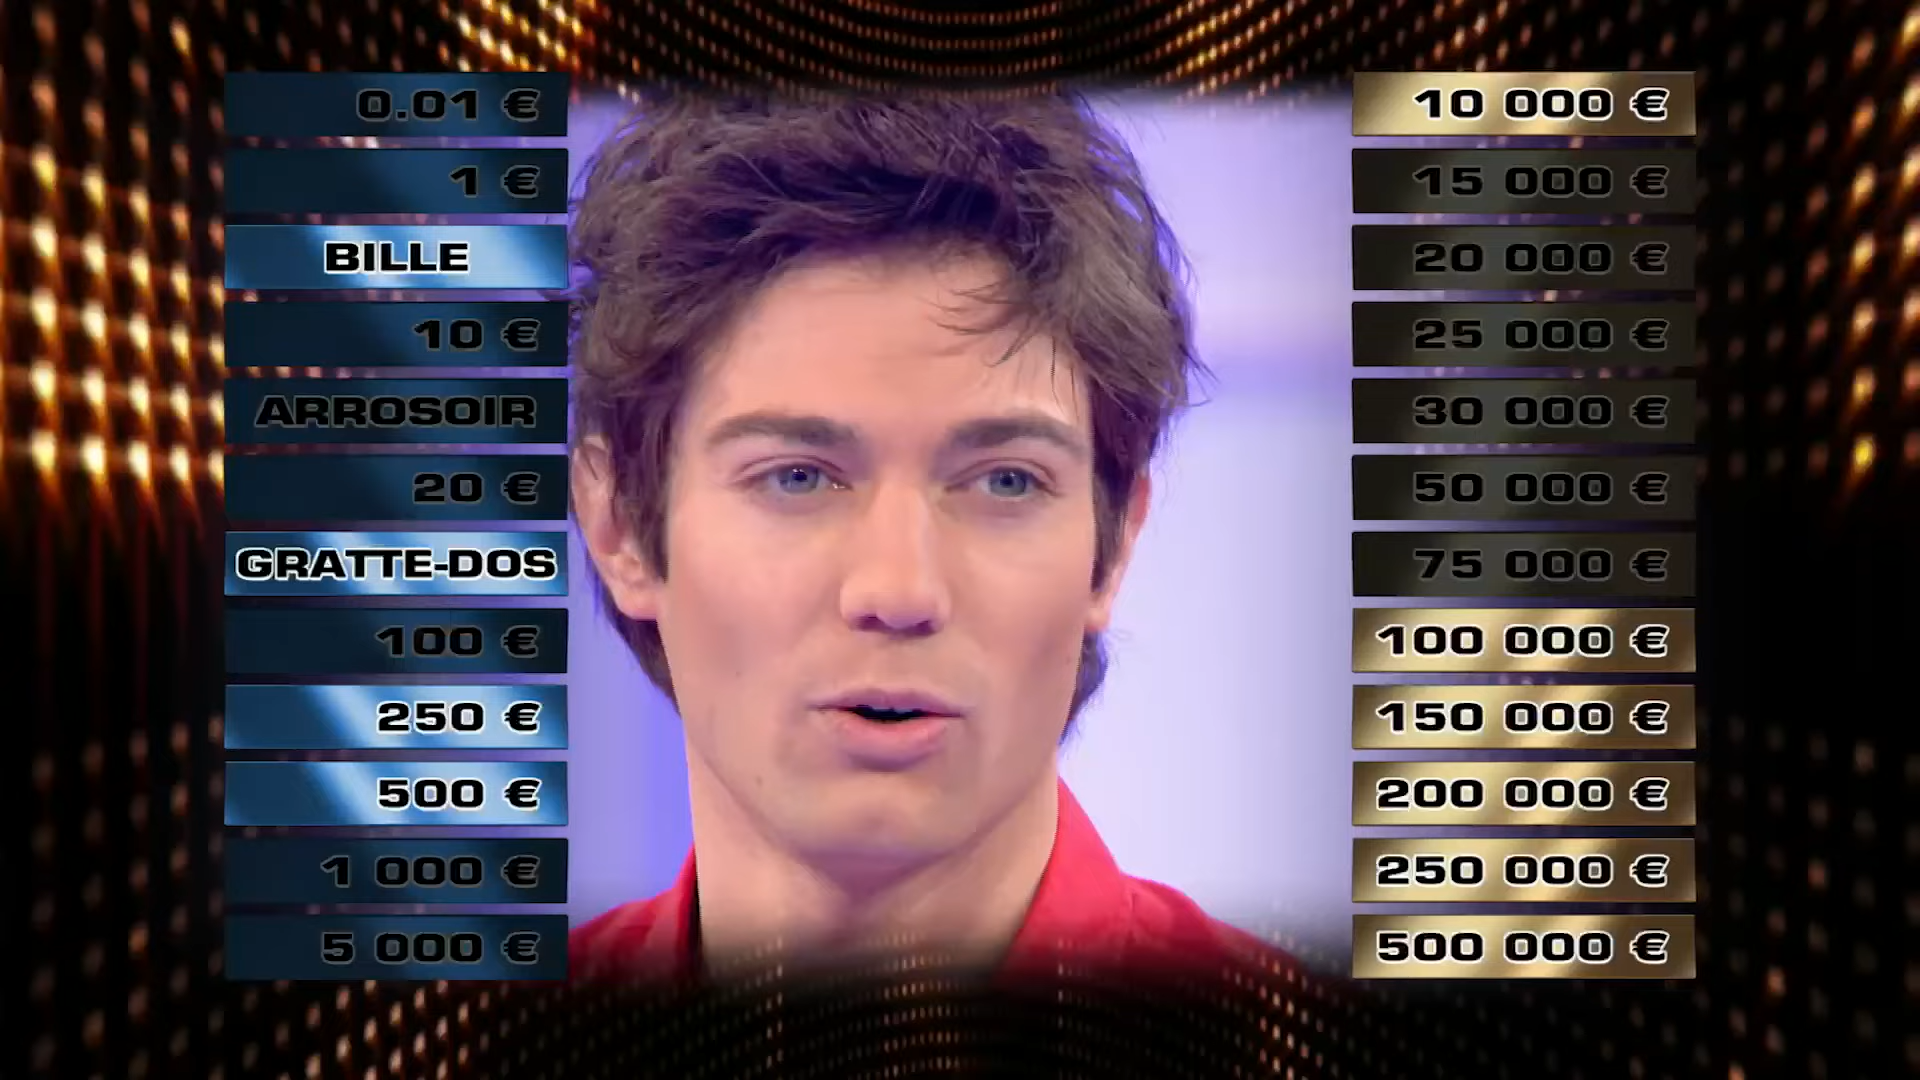 0.01 €
1 €
BILLE
10 €
ARROSOIR
20 €
GRATTE-DOS
100 €
250 €
500 €
1 000 €
5 000 €
10 000 €
15 000 €
20 000 €
25 000 €
30 000 €
50 000 €
75 000 €
100 000 €
150 000 €
200 000 €
250 000 €
500 000 €